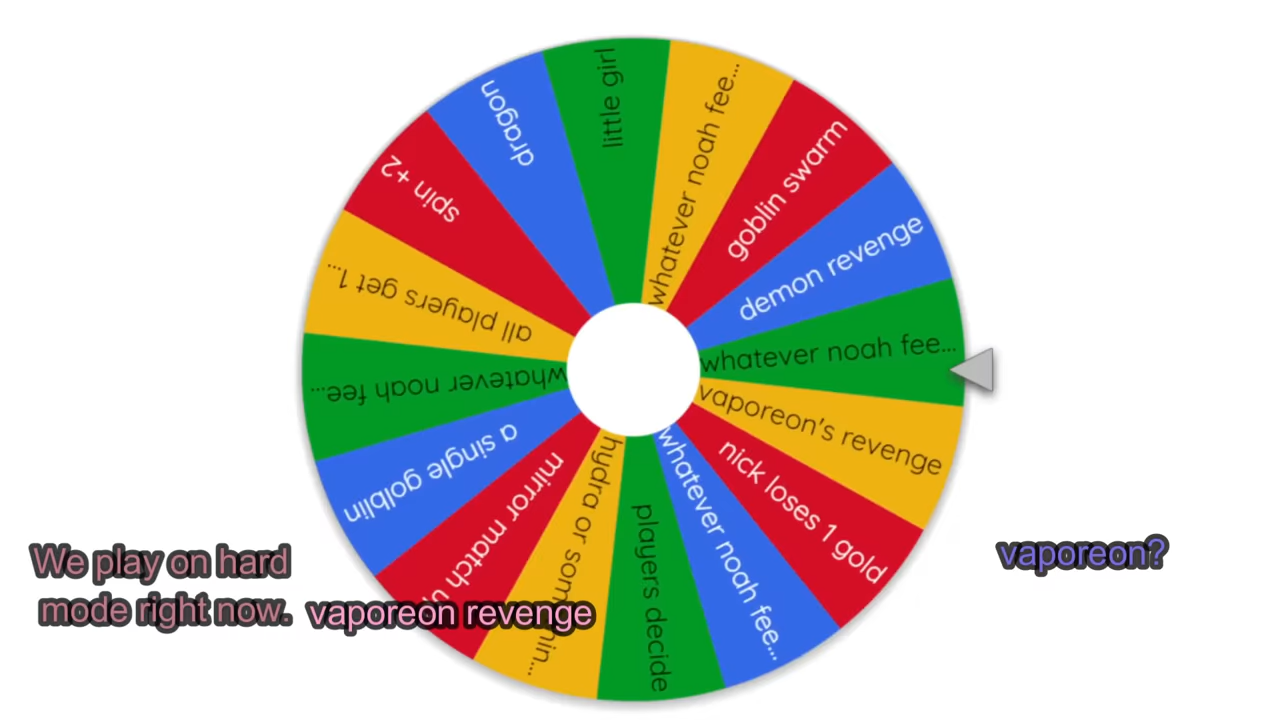 little girl
whatever noah fee...
goblin swarm
demon revenge
whatever noah fee...
vaporeon's revenge
nick loses 1 gold
whatever noah fee...
players decide
hydra or som
mirror match
a single golblin
whatever noah fee...
all players get 1...
spin +2
dragon
We play on hard
mode right now.
vaporeon revenge
vaporeon?